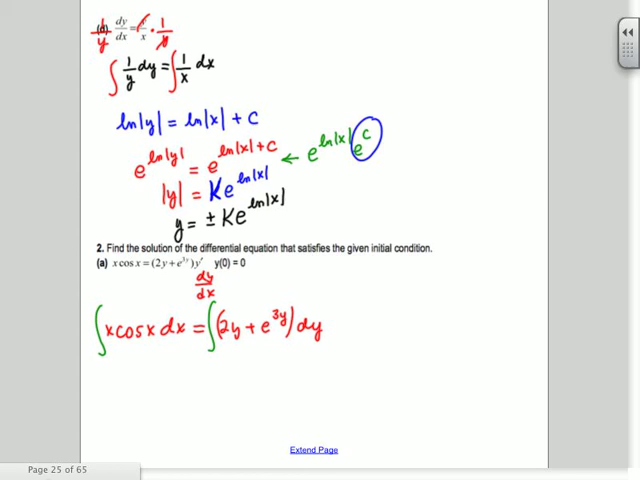 1/y (d) dy/dx = y/x · 1/y
∫ 1/y dy = ∫ 1/x dx
ln|y| = ln|x| + C
e^{ln|y|} = e^{ln|x| + C} ← e^{ln|x|} e^C
|y| = Ke^{ln|x|}
y = ± Ke^{ln|x|}
2. Find the solution of the differential equation that satisfies the given initial condition.
(a) x cos x = (2y + e^{3y})y' y(0) = 0
dy/dx
∫ x cos x dx = ∫ (2y + e^{3y}) dy
Extend Page
Page 25 of 65